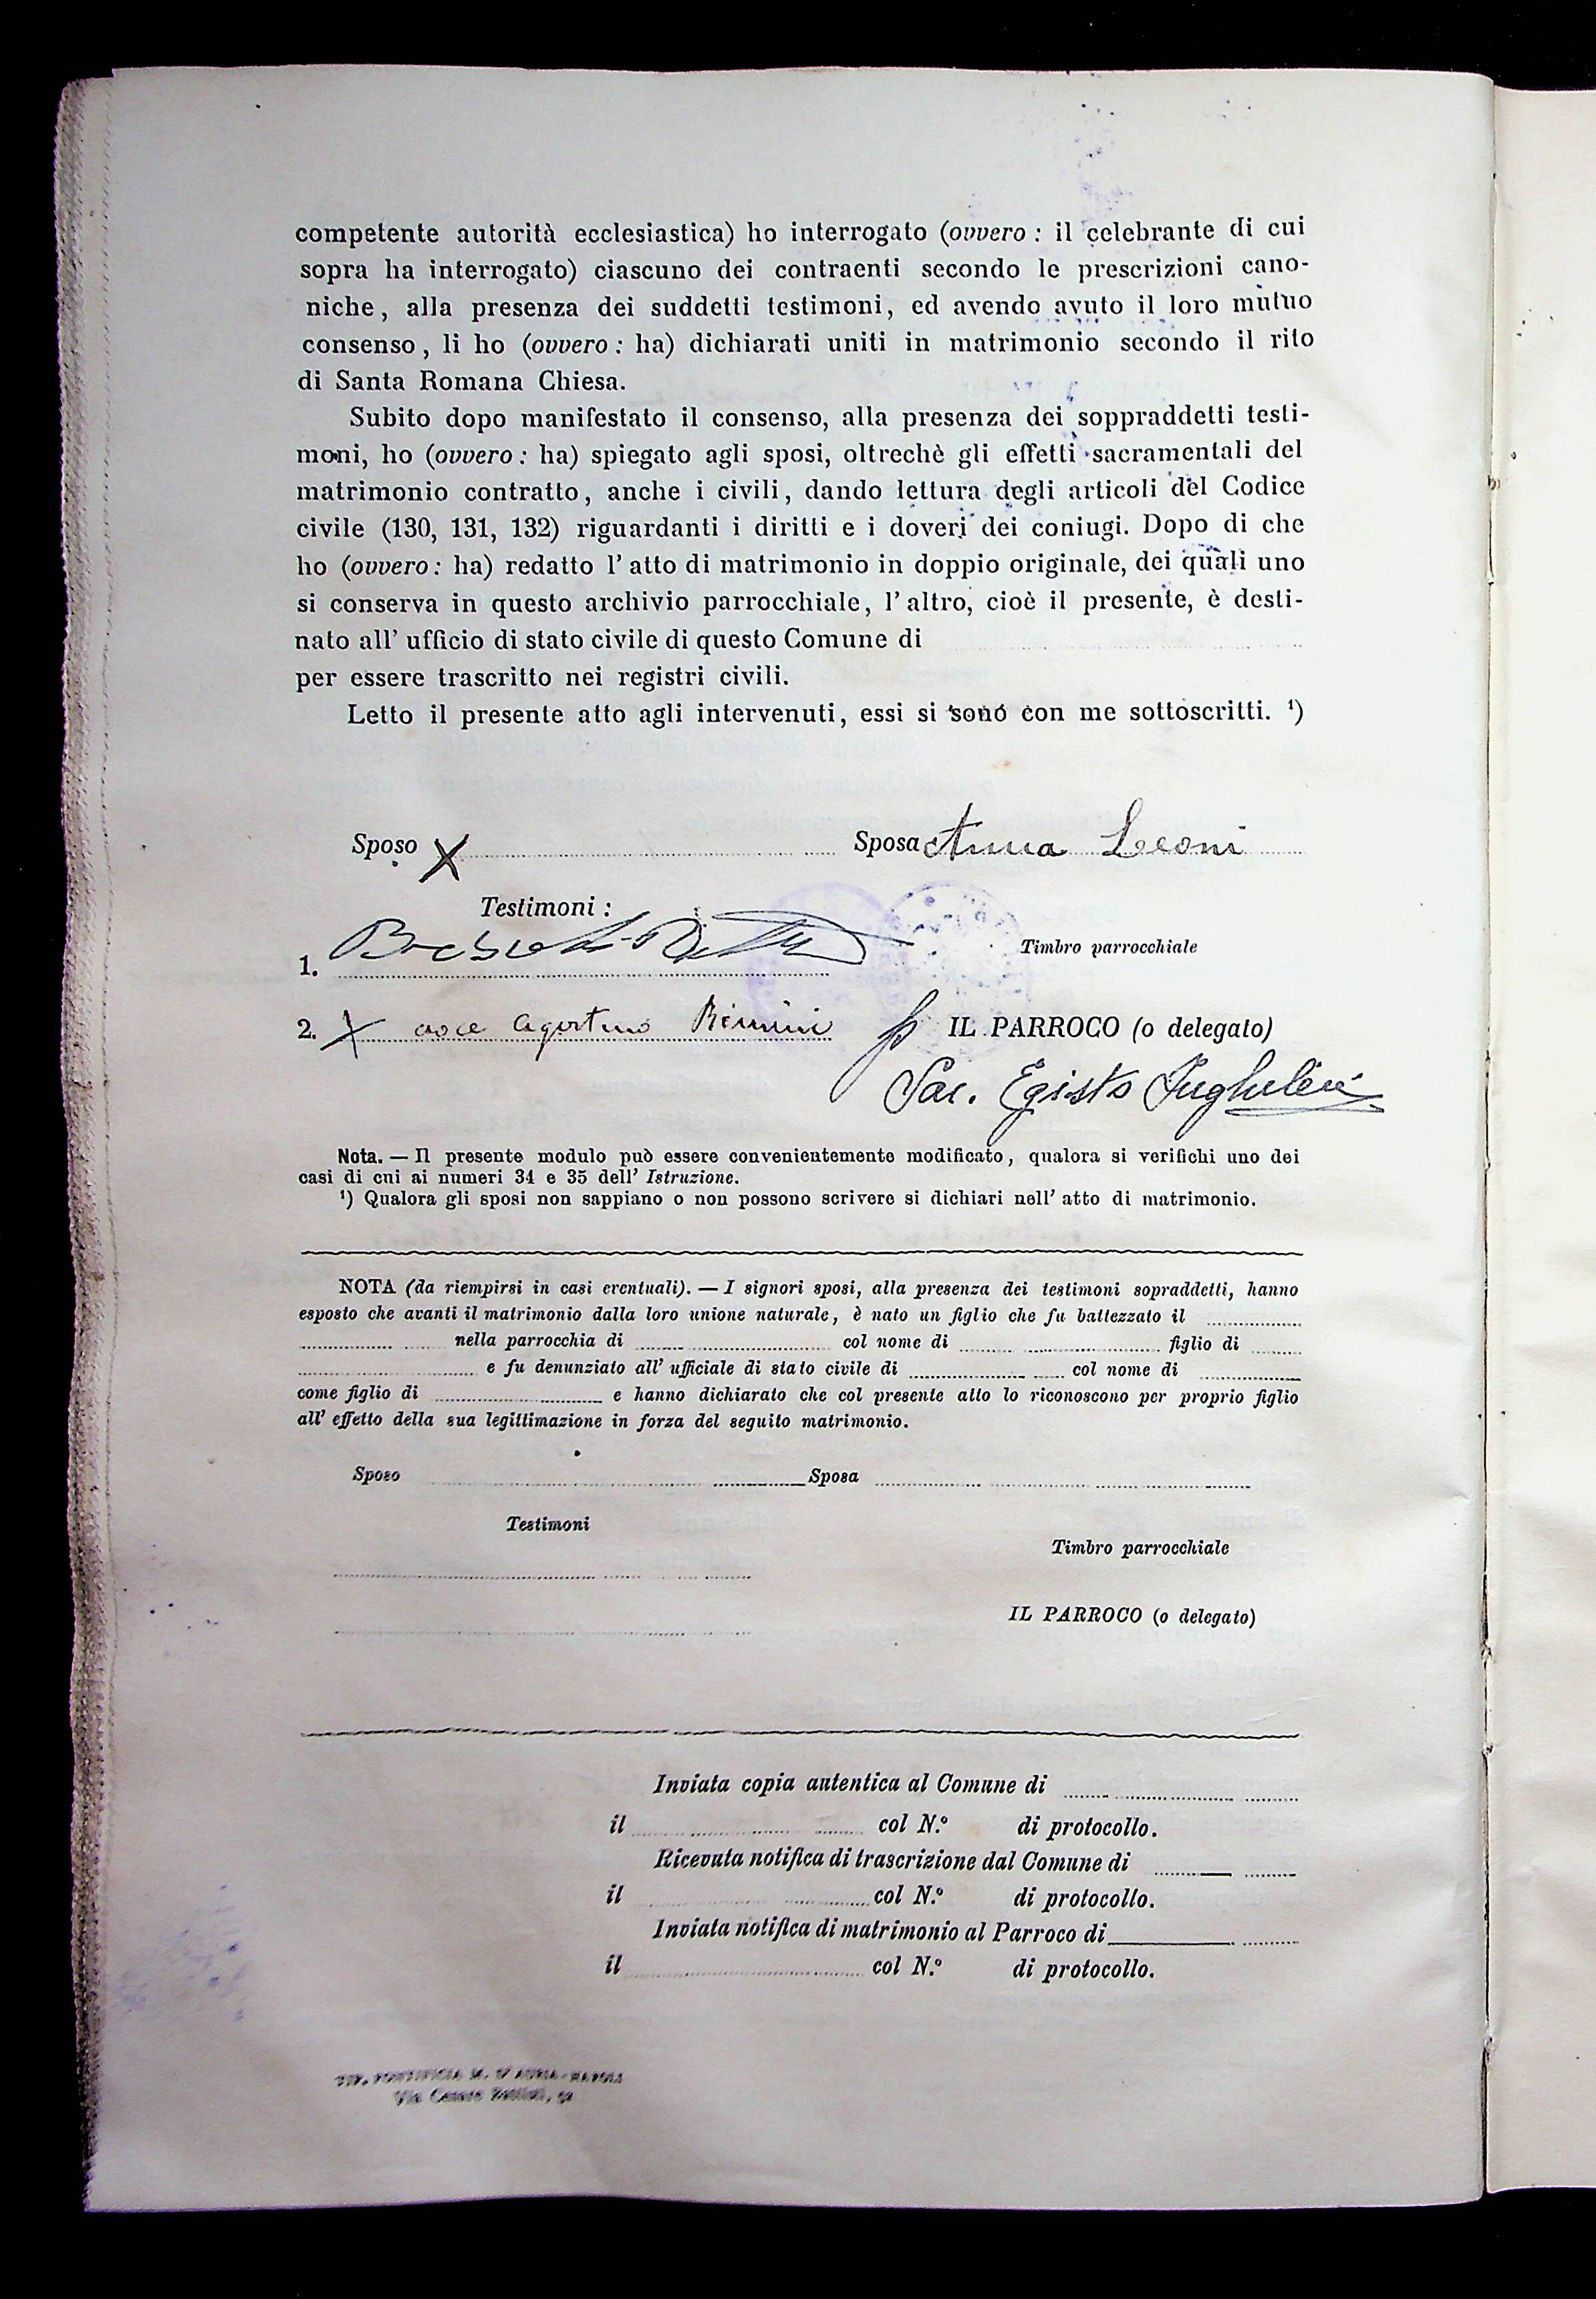 competente autorità ecclesiastica) ho interrogato (ovvero : il celebrante di cui
sopra ha interrogato) ciascuno dei contraenti secondo le prescrizioni cano-
niche, alla presenza dei suddetti testimoni, ed avendo avuto il loro mutuo
consenso, li ho (ovvero : ha) dichiarati uniti in matrimonio secondo il rito
di Santa Romana Chiesa.
Subito dopo manifestato il consenso, alla presenza dei soppraddetti testi-
moni, ho (ovvero : ha) spiegato agli sposi, oltrechè gli effetti sacramentali del
matrimonio contratto, anche i civili, dando lettura degli articoli del Codice
civile (130, 131, 132) riguardanti i diritti e i doveri dei coniugi. Dopo di che
ho (ovvero : ha) redatto l' atto di matrimonio in doppio originale, dei quali uno
si conserva in questo archivio parrocchiale, l' altro, cioè il presente, è desti-
nato all' ufficio di stato civile di questo Comune di
per essere trascritto nei registri civili.
Letto il presente atto agli intervenuti, essi si sono con me sottoscritti. ¹)
Sposo X Sposa Anna Leoni
Testimoni :
1.
Timbro parrocchiale
2. X Agostino Rimini
IL PARROCO (o delegato)
Sac. Egisto
Nota. — Il presente modulo può essere convenientemente modificato, qualora si verifichi uno dei
casi di cui ai numeri 34 e 35 dell' Istruzione.
¹) Qualora gli sposi non sappiano o non possono scrivere si dichiari nell' atto di matrimonio.
NOTA (da riempirsi in casi eventuali). — I signori sposi, alla presenza dei testimoni sopraddetti, hanno
esposto che avanti il matrimonio dalla loro unione naturale, è nato un figlio che fu battezzato il
nella parrocchia di col nome di figlio di
e fu denunziato all' ufficiale di stato civile di col nome di
come figlio di e hanno dichiarato che col presente atto lo riconoscono per proprio figlio
all' effetto della sua legittimazione in forza del seguito matrimonio.
Sposo Sposa
Testimoni
Timbro parrocchiale
IL PARROCO (o delegato)
Inviata copia autentica al Comune di
il col N.º di protocollo.
Ricevuta notifica di trascrizione dal Comune di
il col N.º di protocollo.
Inviata notifica di matrimonio al Parroco di
il col N.º di protocollo.
TIP. PONTIFICIA M. D'AURIA-NAPOLI
Via